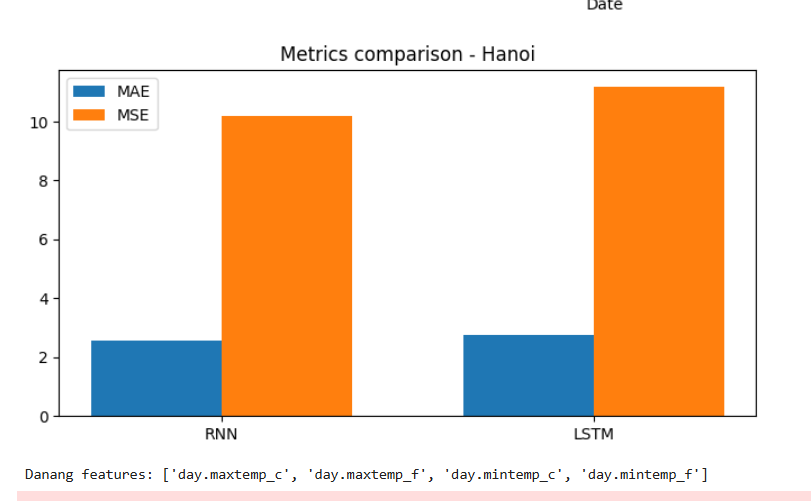 Date
Metrics comparison - Hanoi
MAE
MSE
10
8
6
4
2
0
RNN LSTM
Danang features: ['day.maxtemp_c', 'day.maxtemp_f', 'day.mintemp_c', 'day.mintemp_f']